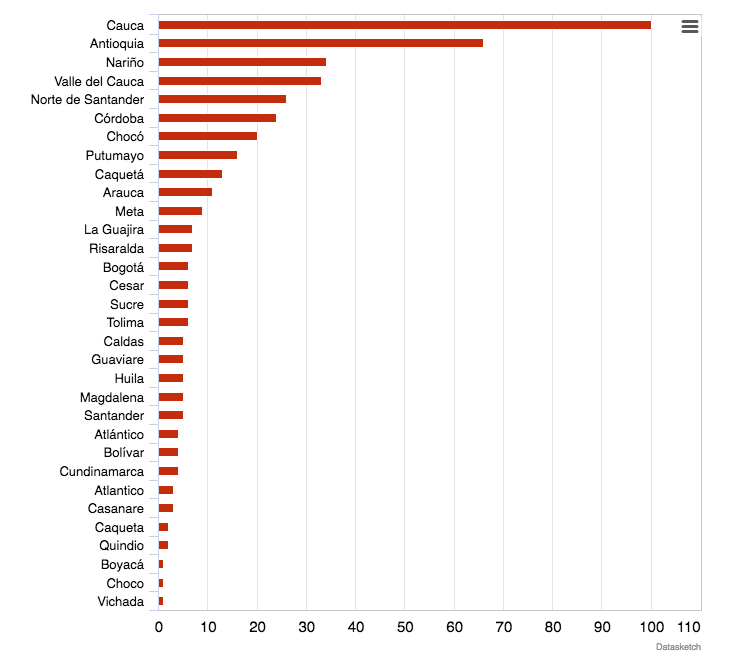 Cauca
Antioquia
Nariño
Valle del Cauca
Norte de Santander
Córdoba
Chocó
Putumayo
Caquetá
Arauca
Meta
La Guajira
Risaralda
Bogotá
Cesar
Sucre
Tolima
Caldas
Guaviare
Huila
Magdalena
Santander
Atlántico
Bolívar
Cundinamarca
Atlantico
Casanare
Caqueta
Quindio
Boyacá
Choco
Vichada
0 10 20 30 40 50 60 70 80 90 100 110
Datasketch